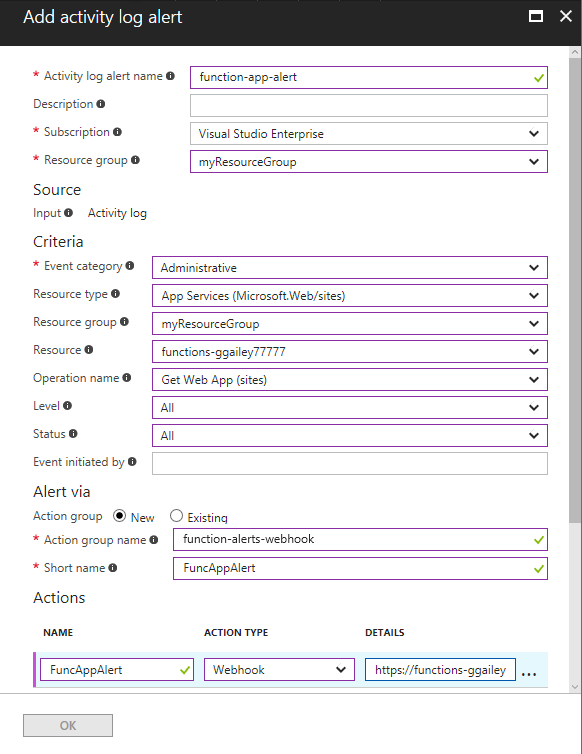 Add activity log alert
* Activity log alert name function-app-alert
Description
* Subscription Visual Studio Enterprise
* Resource group myResourceGroup
Source
Input Activity log
Criteria
* Event category Administrative
Resource type App Services (Microsoft.Web/sites)
Resource group myResourceGroup
Resource functions-ggailey77777
Operation name Get Web App (sites)
Level All
Status All
Event initiated by
Alert via
Action group New Existing
* Action group name function-alerts-webhook
* Short name FuncAppAlert
Actions
NAME ACTION TYPE DETAILS
FuncAppAlert Webhook https://functions-ggailey ...
OK